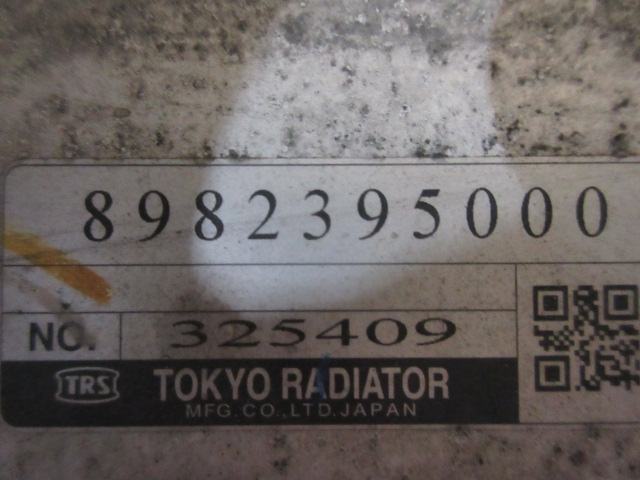 8982395000
NO. 325409
TRS TOKYO RADIATOR
MFG.CO.,LTD.JAPAN